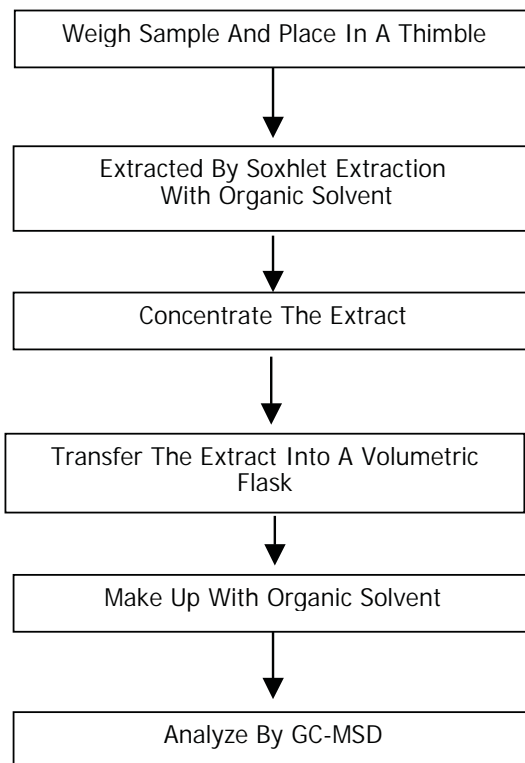 Weigh Sample And Place In A Thimble
Extracted By Soxhlet Extraction
With Organic Solvent
Concentrate The Extract
Transfer The Extract Into A Volumetric
Flask
Make Up With Organic Solvent
Analyze By GC-MSD